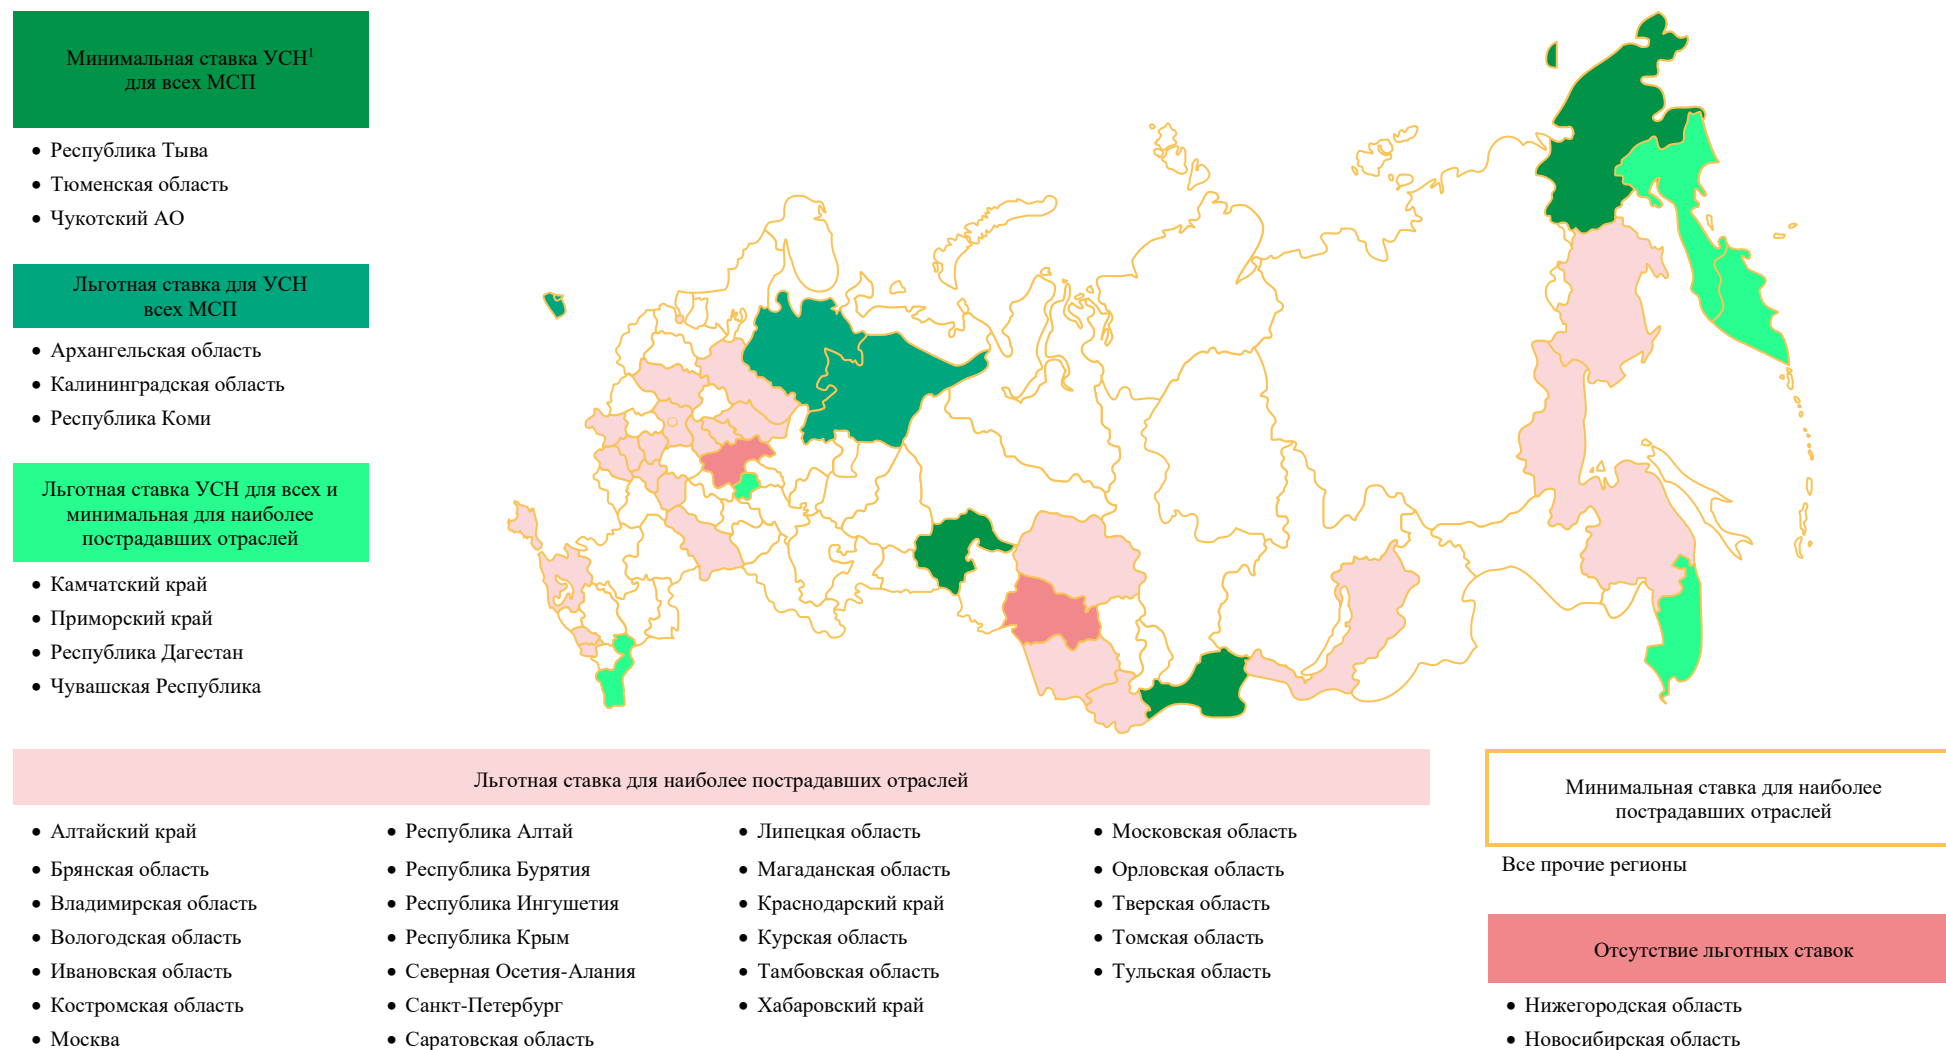 Минимальная ставка УСН¹
для всех МСП
• Республика Тыва
• Тюменская область
• Чукотский АО
Льготная ставка для УСН
всех МСП
• Архангельская область
• Калининградская область
• Республика Коми
Льготная ставка УСН для всех и
минимальная для наиболее
пострадавших отраслей
• Камчатский край
• Приморский край
• Республика Дагестан
• Чувашская Республика
Льготная ставка для наиболее пострадавших отраслей
• Алтайский край
• Брянская область
• Владимирская область
• Вологодская область
• Ивановская область
• Костромская область
• Москва
• Республика Алтай
• Республика Бурятия
• Республика Ингушетия
• Республика Крым
• Северная Осетия-Алания
• Санкт-Петербург
• Саратовская область
• Липецкая область
• Магаданская область
• Краснодарский край
• Курская область
• Тамбовская область
• Хабаровский край
• Московская область
• Орловская область
• Тверская область
• Томская область
• Тульская область
Минимальная ставка для наиболее
пострадавших отраслей
Все прочие регионы
Отсутствие льготных ставок
• Нижегородская область
• Новосибирская область